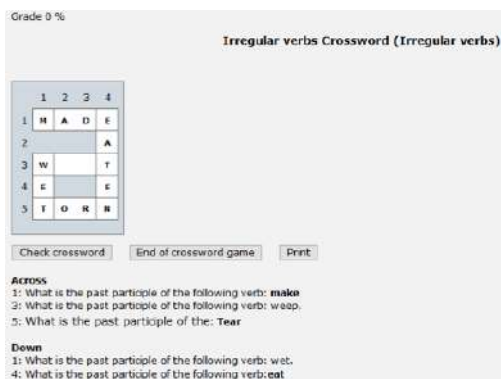 Grade 0 %
Irregular verbs Crossword (Irregular verbs)
1 2 3 4
1 M A D E
2 A
3 W T
4 E E
5 T O R N
Check crossword End of crossword game Print
Across
1: What is the past participle of the following verb: make
3: What is the past participle of the following verb: weep.
5: What is the past participle of the: Tear
Down
1: What is the past participle of the following verb: wet.
4: What is the past participle of the following verb:eat